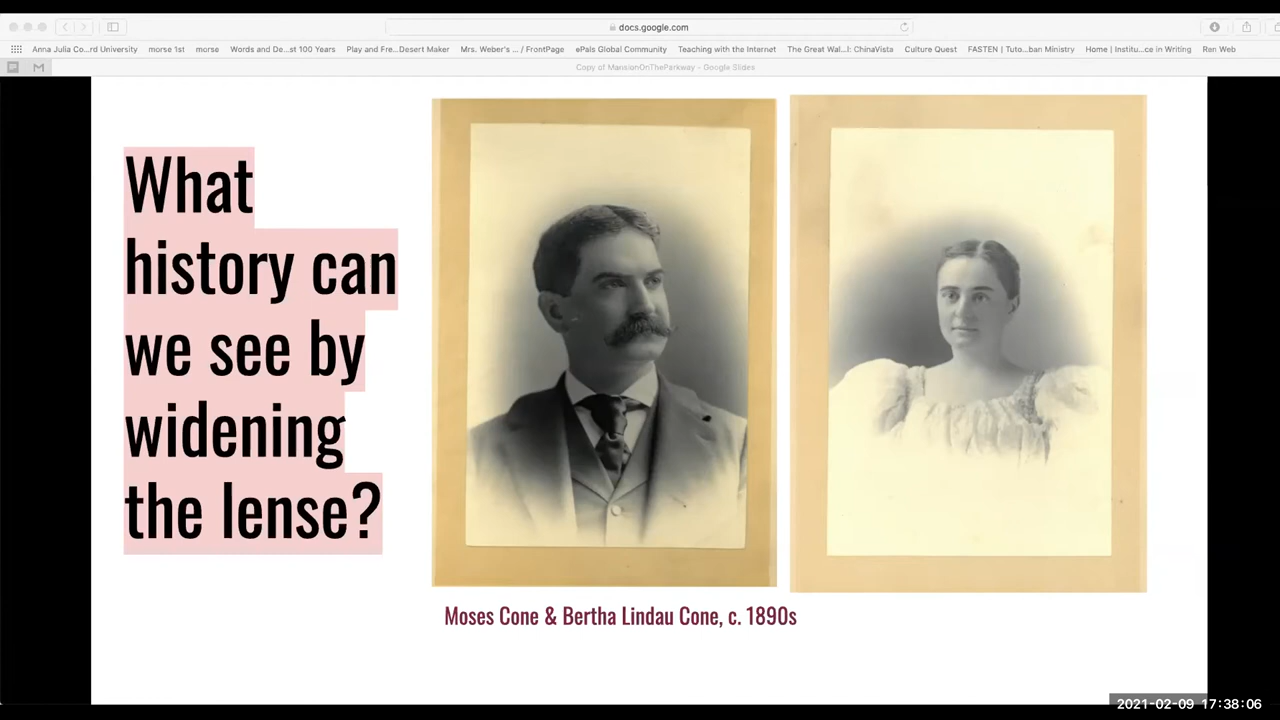 docs.google.com
Anna Julia Co...rd University morse 1st morse Words and De...st 100 Years Play and Fre...Desert Maker Mrs. Weber's ... / FrontPage ePals Global Community Teaching with the Internet The Great Wal...l: ChinaVista Culture Quest FASTEN | Tuto...ban Ministry Home | Institu...ce in Writing Ren Web
Copy of MansionOnTheParkway - Google Slides
What
history can
we see by
widening
the lense?
Moses Cone & Bertha Lindau Cone, c. 1890s
2021-02-09 17:38:06